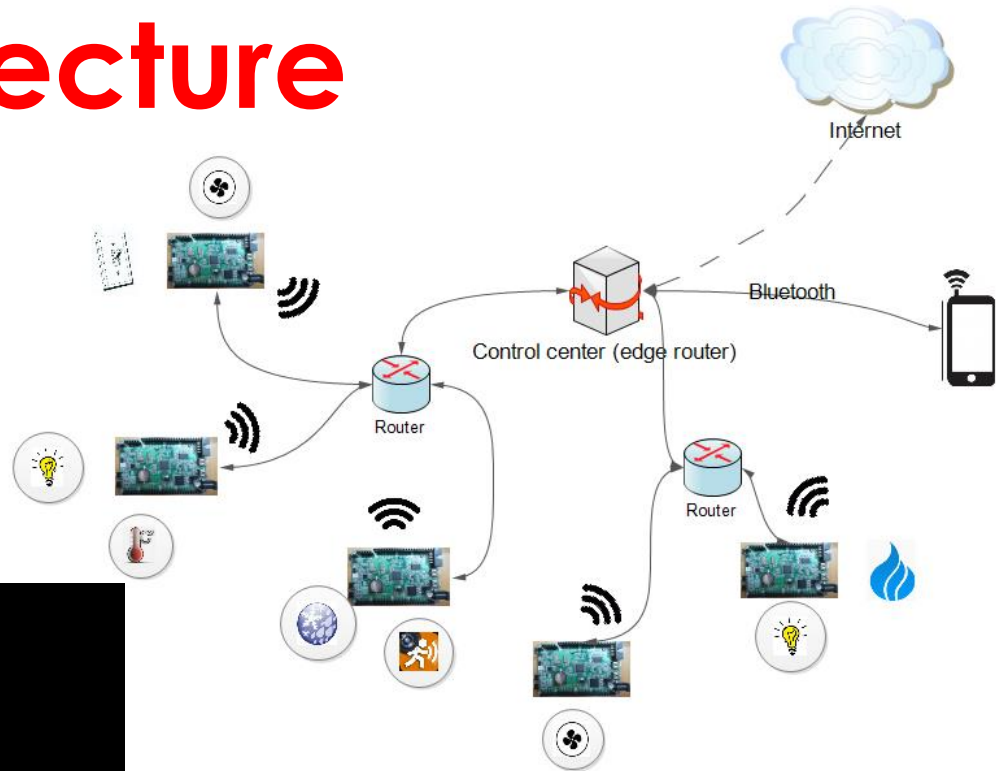 ecture
Internet
Bluetooth
Control center (edge router)
Router
Router